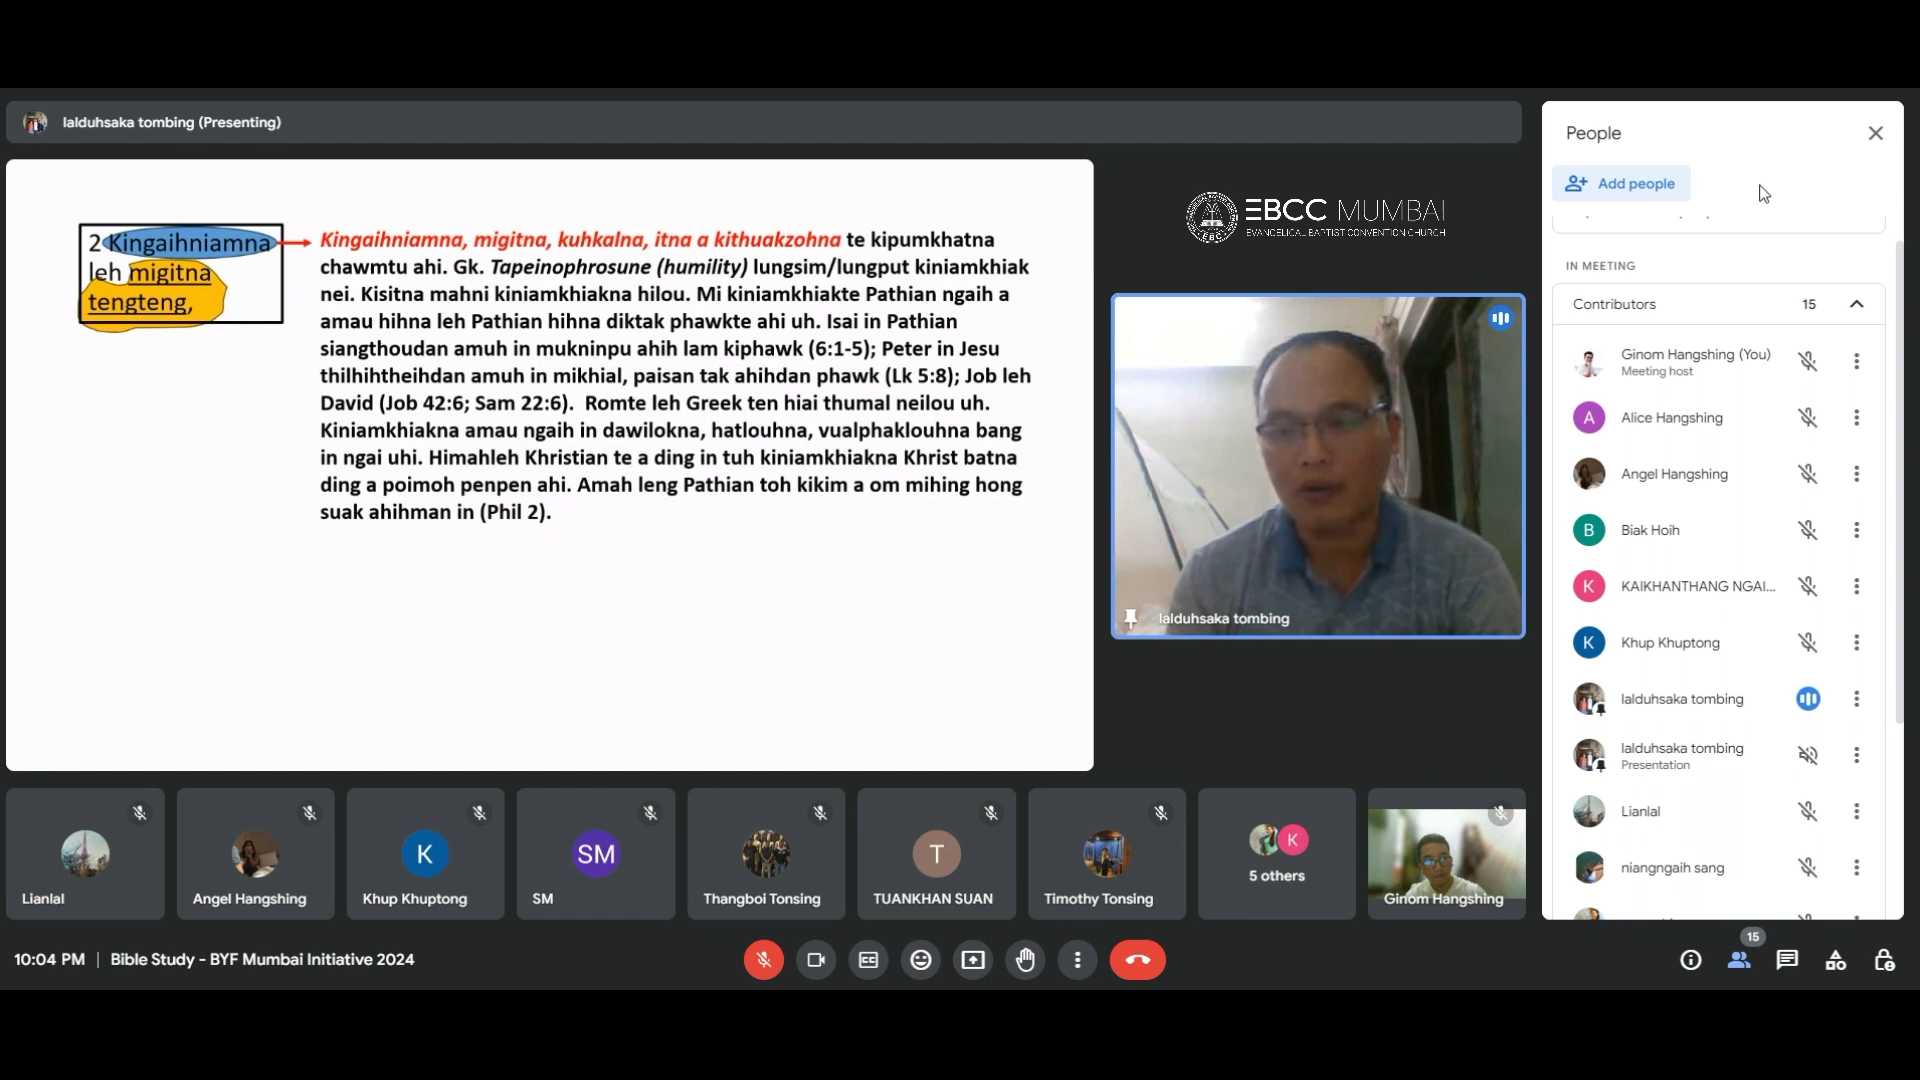 lalduhsaka tombing (Presenting)
2 Kingaihniamna
leh migitna
tengteng,
Kingaihniamna, migitna, kuhkalna, itna a kithuakzohna te kipumkhatna
chawmtu ahi. Gk. Tapeinophrosune (humility) lungsim/lungput kiniamkhiak
nei. Kisitna mahni kiniamkhiakna hilou. Mi kiniamkhiakte Pathian ngaih a
amau hihna leh Pathian hihna diktak phawkte ahi uh. Isai in Pathian
siangthoudan amuh in mukninpu ahih lam kiphawk (6:1-5); Peter in Jesu
thilhihtheihdan amuh in mikhial, paisan tak ahihdan phawk (Lk 5:8); Job leh
David (Job 42:6; Sam 22:6). Romte leh Greek ten hiai thumal neilou uh.
Kiniamkhiakna amau ngaih in dawilokna, hatlouhna, vualphaklouhna bang
in ngai uhi. Himahleh Khristian te a ding in tuh kiniamkhiakna Khrist batna
ding a poimoh penpen ahi. Amah leng Pathian toh kikim a om mihing hong
suak ahihman in (Phil 2).
EBCC MUMBAI
EVANGELICAL BAPTIST CONVENTION CHURCH
lalduhsaka tombing
Lianlal
Angel Hangshing
K
Khup Khuptong
SM
SM
Thangboi Tonsing
T
TUANKHAN SUAN
Timothy Tonsing
K
5 others
Ginom Hangshing
10:04 PM | Bible Study - BYF Mumbai Initiative 2024
People
Add people
IN MEETING
Contributors 15
Ginom Hangshing (You)
Meeting host
A Alice Hangshing
Angel Hangshing
B Biak Hoih
K KAIKHANTHANG NGAI...
K Khup Khuptong
lalduhsaka tombing
lalduhsaka tombing
Presentation
Lianlal
niangngaih sang
15